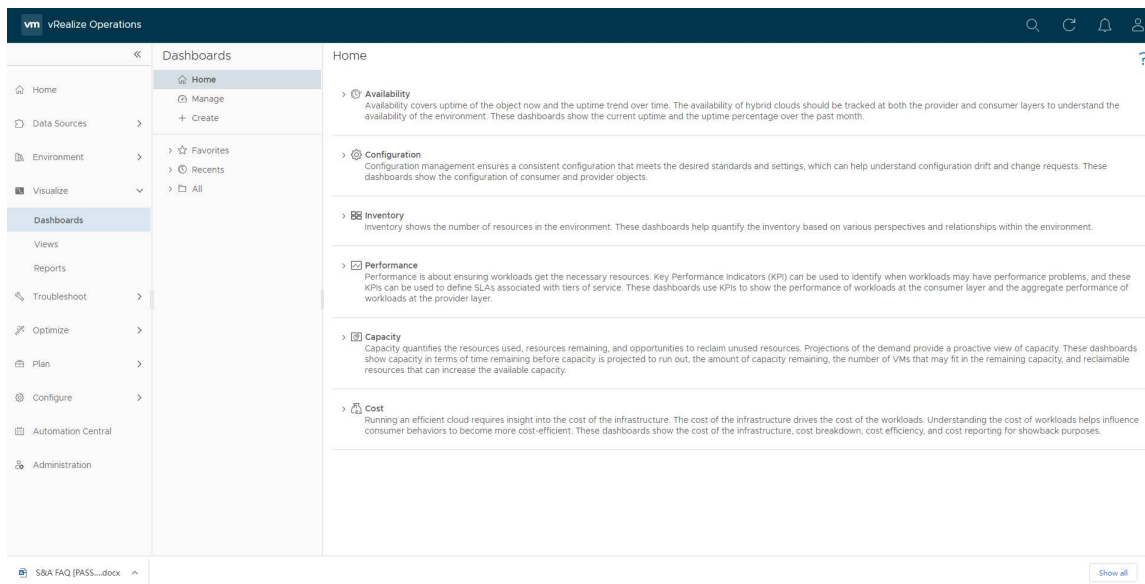 vm vRealize Operations
Home
Data Sources
Environment
Visualize
Dashboards
Views
Reports
Troubleshoot
Optimize
Plan
Configure
Automation Central
Administration
Dashboards
Home
Manage
Create
Favorites
Recents
All
Home
?
Availability
Availability covers uptime of the object now and the uptime trend over time. The availability of hybrid clouds should be tracked at both the provider and consumer layers to understand the
availability of the environment. These dashboards show the current uptime and the uptime percentage over the past month.
Configuration
Configuration management ensures a consistent configuration that meets the desired standards and settings, which can help understand configuration drift and change requests. These
dashboards show the configuration of consumer and provider objects.
Inventory
Inventory shows the number of resources in the environment. These dashboards help quantify the inventory based on various perspectives and relationships within the environment.
Performance
Performance is about ensuring workloads get the necessary resources. Key Performance Indicators (KPI) can be used to identify when workloads may have performance problems, and these
KPIs can be used to define SLAs associated with tiers of service. These dashboards use KPIs to show the performance of workloads at the consumer layer and the aggregate performance of
workloads at the provider layer.
Capacity
Capacity quantifies the resources used, resources remaining, and opportunities to reclaim unused resources. Projections of the demand provide a proactive view of capacity. These dashboards
show capacity in terms of time remaining before capacity is projected to run out, the amount of capacity remaining, the number of VMs that may fit in the remaining capacity, and reclaimable
resources that can increase the available capacity.
Cost
Running an efficient cloud requires insight into the cost of the infrastructure. The cost of the infrastructure drives the cost of the workloads. Understanding the cost of workloads helps influence
consumer behaviors to become more cost-efficient. These dashboards show the cost of the infrastructure, cost breakdown, cost efficiency, and cost reporting for showback purposes.
S&A FAQ [PASS....docx
Show all